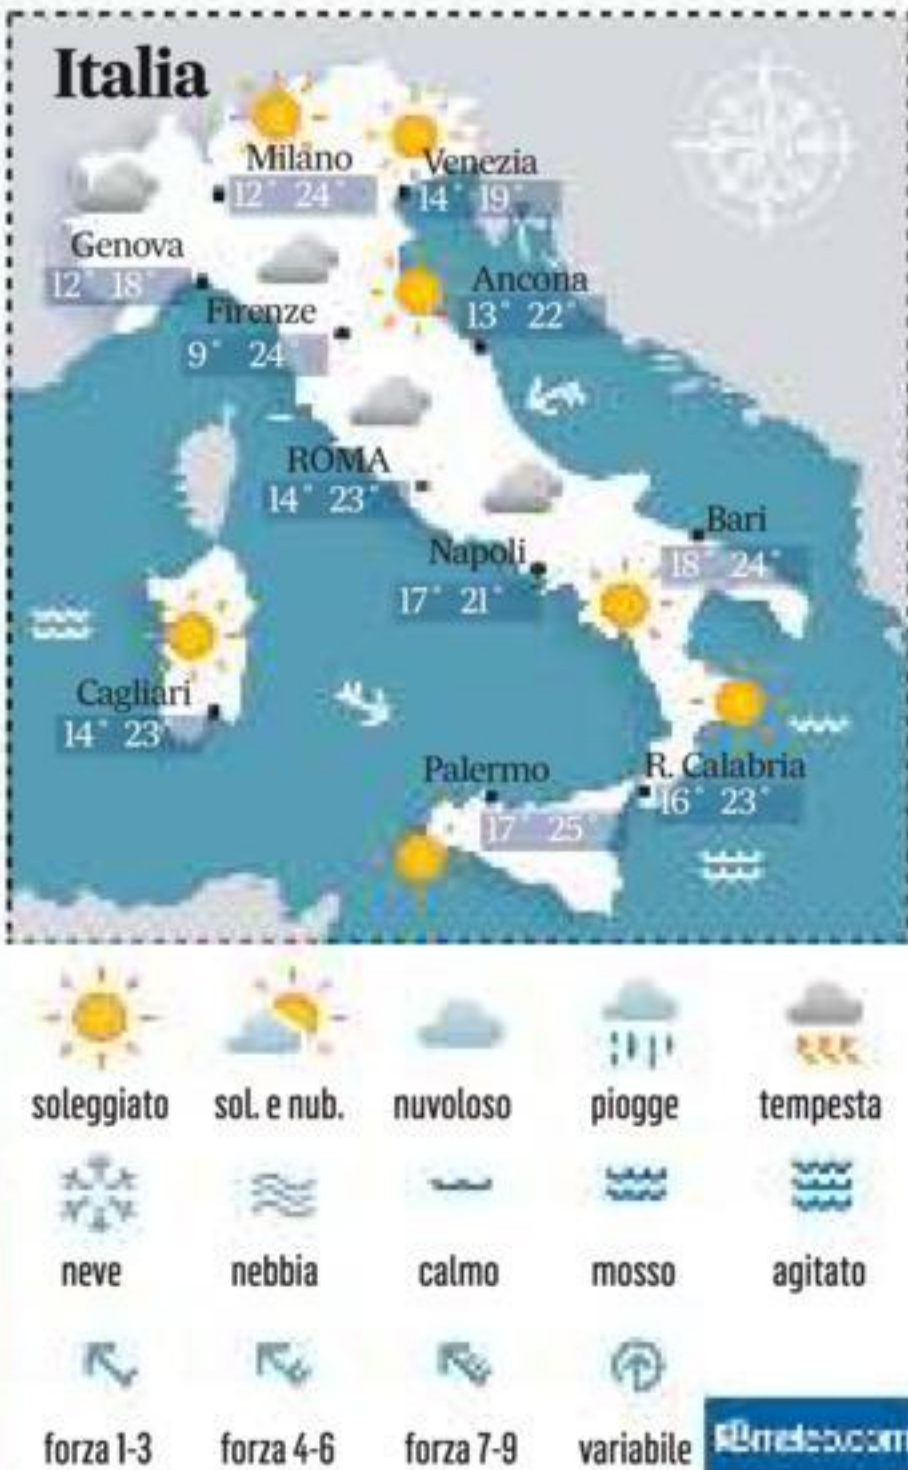 Italia
Milano
12° 24°
Venezia
14° 19°
Genova
12° 18°
Ancona
13° 22°
Firenze
9° 24°
ROMA
14° 23°
Bari
18° 24°
Napoli
17° 21°
Cagliari
14° 23°
Palermo
17° 25°
R. Calabria
16° 23°
soleggiato sol. e nub. nuvoloso piogge tempesta
neve nebbia calmo mosso agitato
forza 1-3 forza 4-6 forza 7-9 variabile